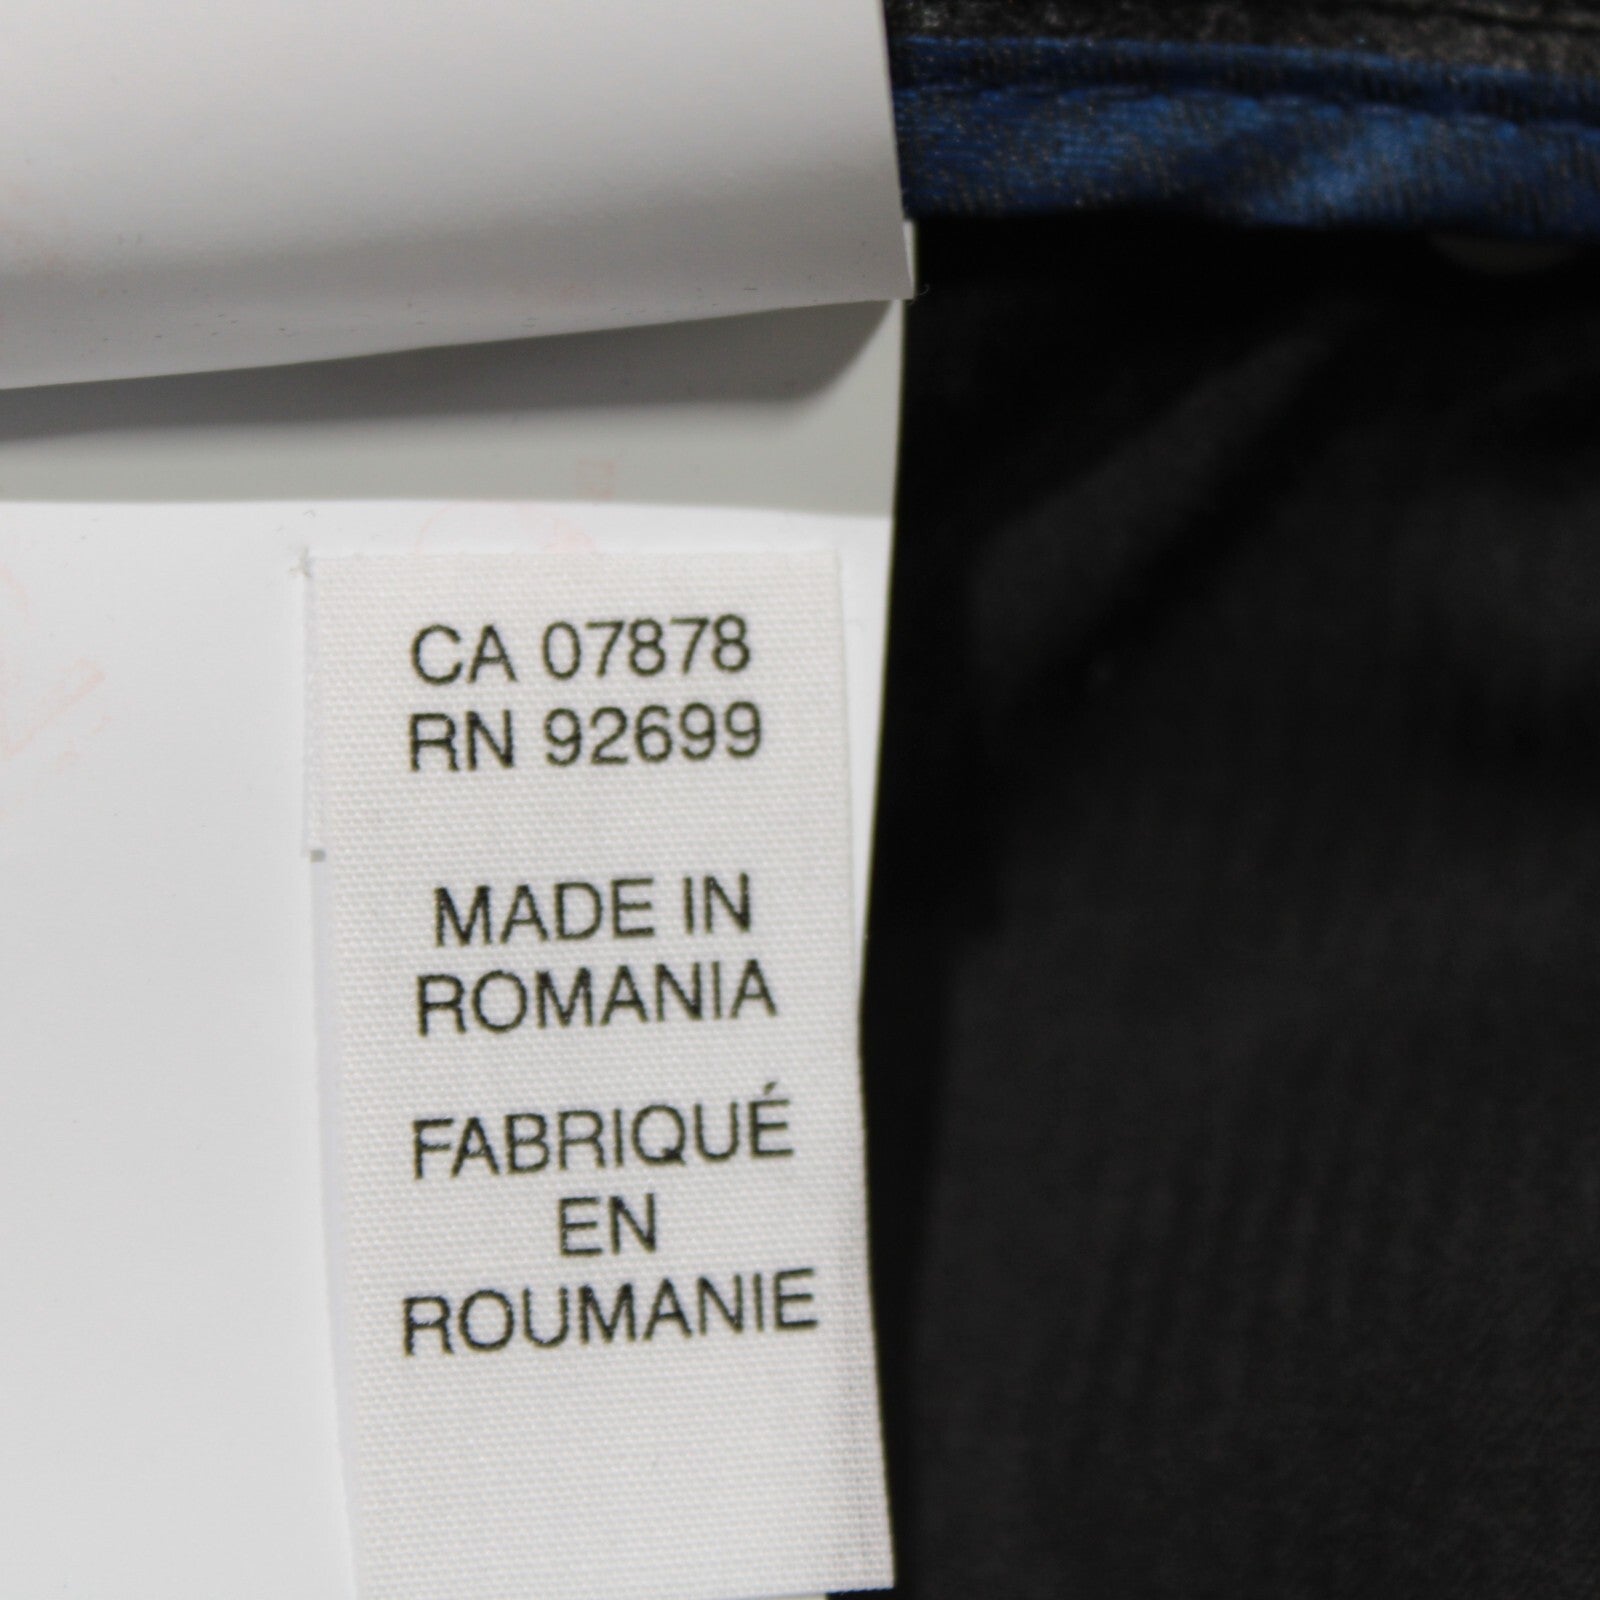 CA 07878
RN 92699
MADE IN
ROMANIA
FABRIQUÉ
EN
ROUMANIE